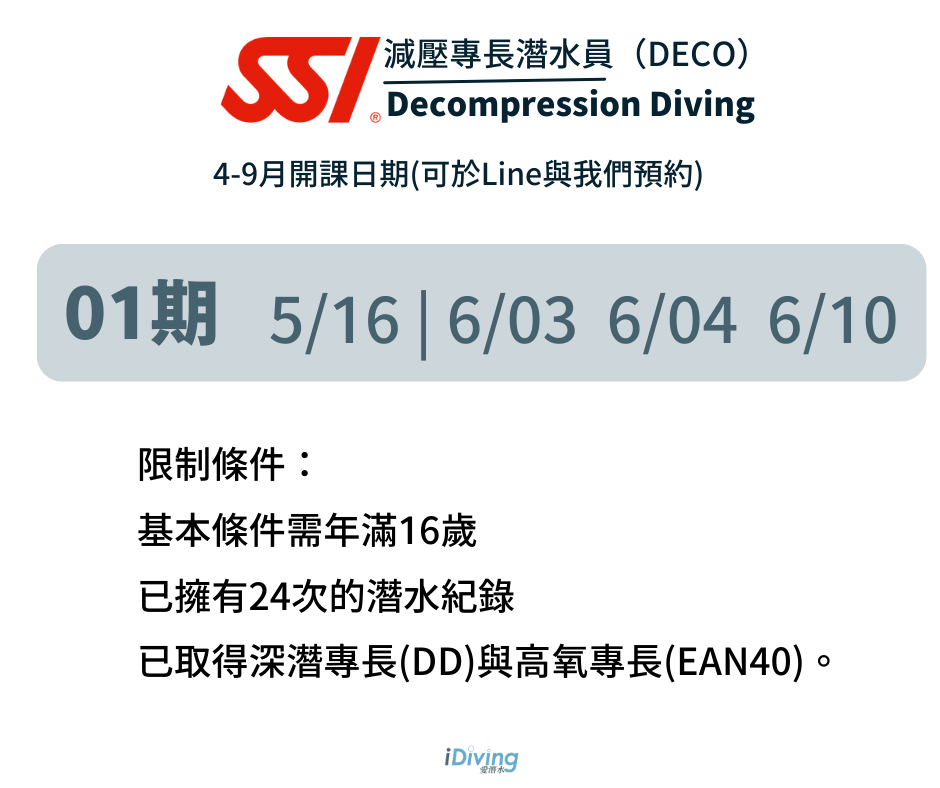 SSI® 減壓專長潛水員（DECO）
Decompression Diving
4-9月開課日期(可於Line與我們預約)
01期 5/16 | 6/03 6/04 6/10
限制條件：
基本條件需年滿16歲
已擁有24次的潛水紀錄
已取得深潛專長(DD)與高氧專長(EAN40)。
iDiving
愛潛水